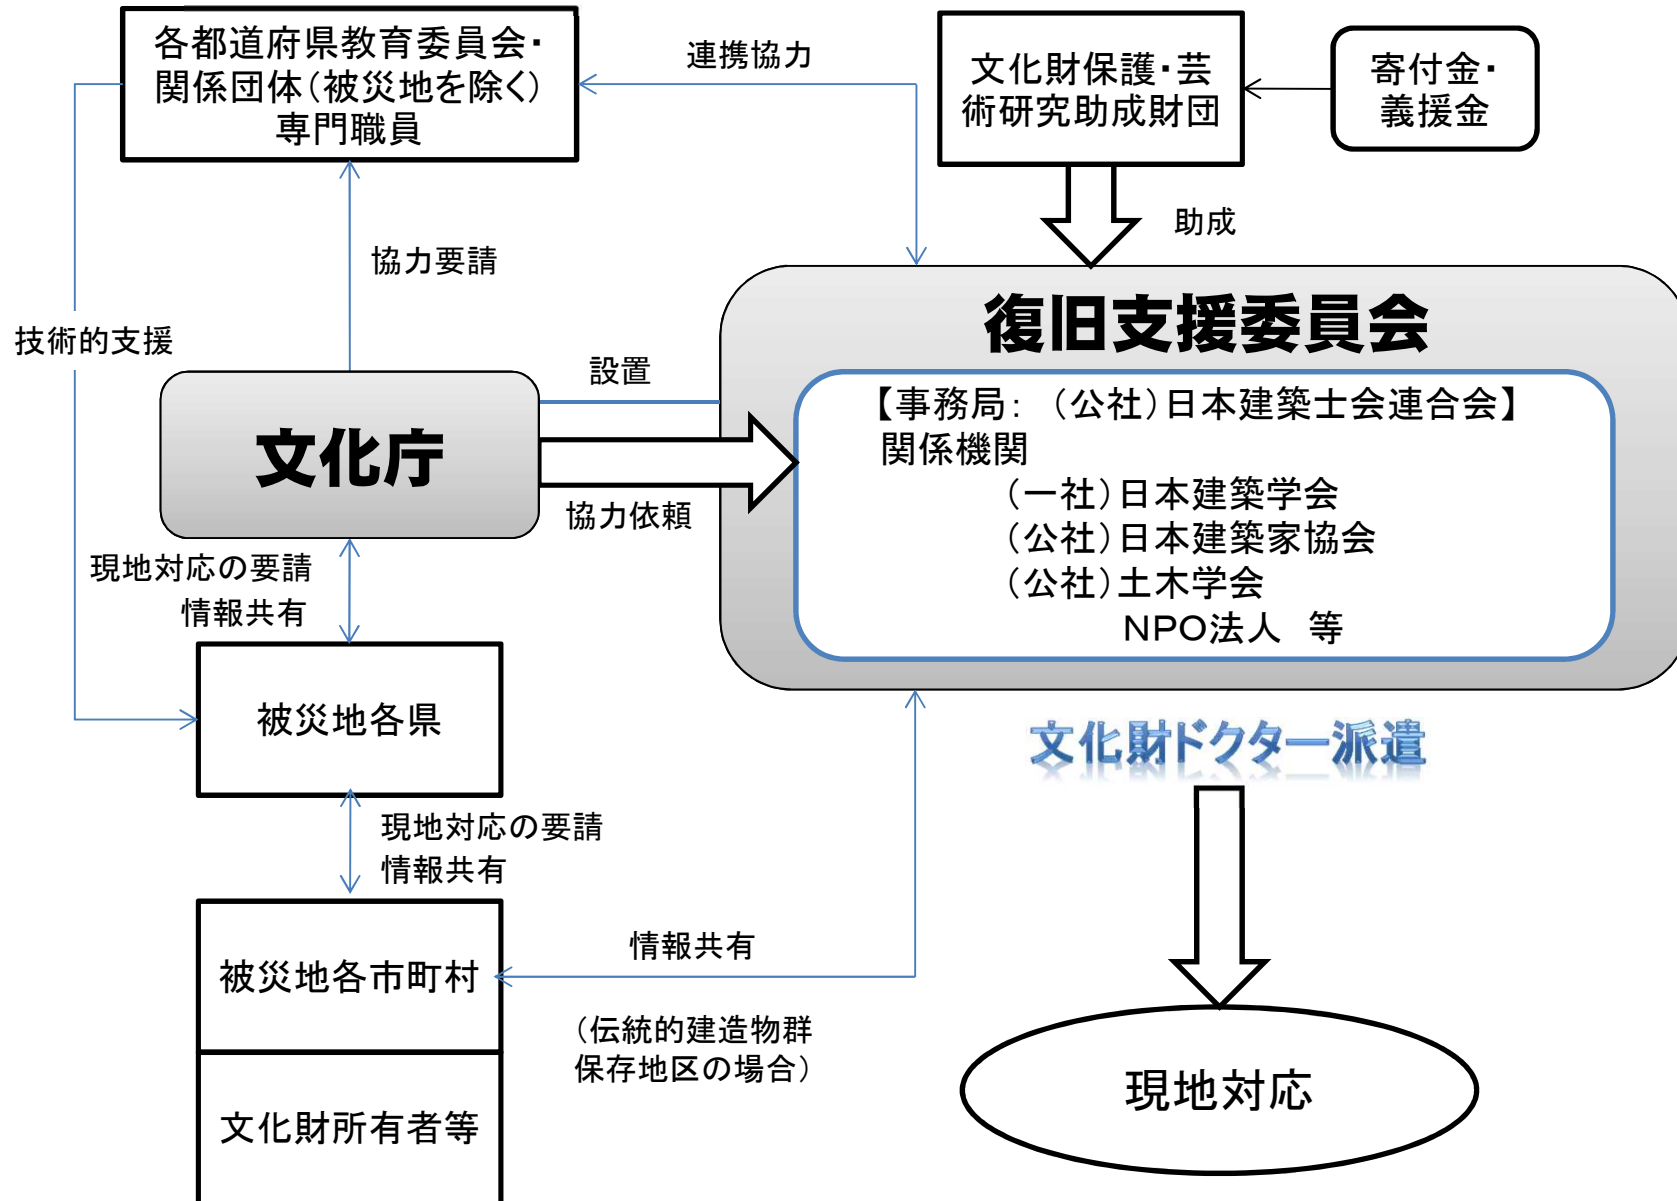 各都道府県教育委員会・
関係団体（被災地を除く）
専門職員
連携協力
文化財保護・芸
術研究助成財団
寄付金・
義援金
助成
協力要請
技術的支援
復旧支援委員会
設置
【事務局： （公社）日本建築士会連合会】
関係機関
（一社）日本建築学会
（公社）日本建築家協会
（公社）土木学会
NPO法人　等
文化庁
協力依頼
現地対応の要請
情報共有
被災地各県
文化財ドクター派遣
現地対応の要請
情報共有
被災地各市町村
情報共有
（伝統的建造物群
保存地区の場合）
文化財所有者等
現地対応